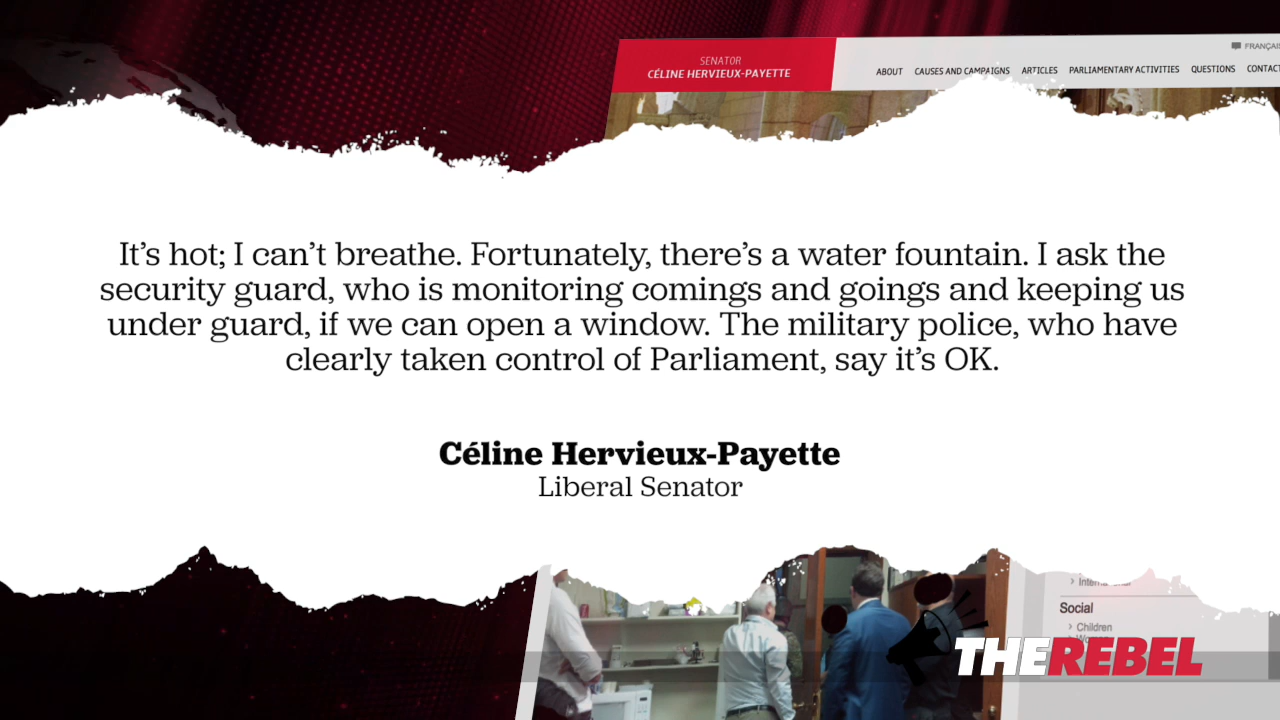 SENATOR
CÉLINE HERVIEUX-PAYETTE
FRANÇAIS
ABOUT CAUSES AND CAMPAIGNS ARTICLES PARLIAMENTARY ACTIVITIES QUESTIONS CONTACT
It’s hot; I can’t breathe. Fortunately, there’s a water fountain. I ask the
security guard, who is monitoring comings and goings and keeping us
under guard, if we can open a window. The military police, who have
clearly taken control of Parliament, say it’s OK.
Céline Hervieux-Payette
Liberal Senator
Social
> Children
THEREBEL